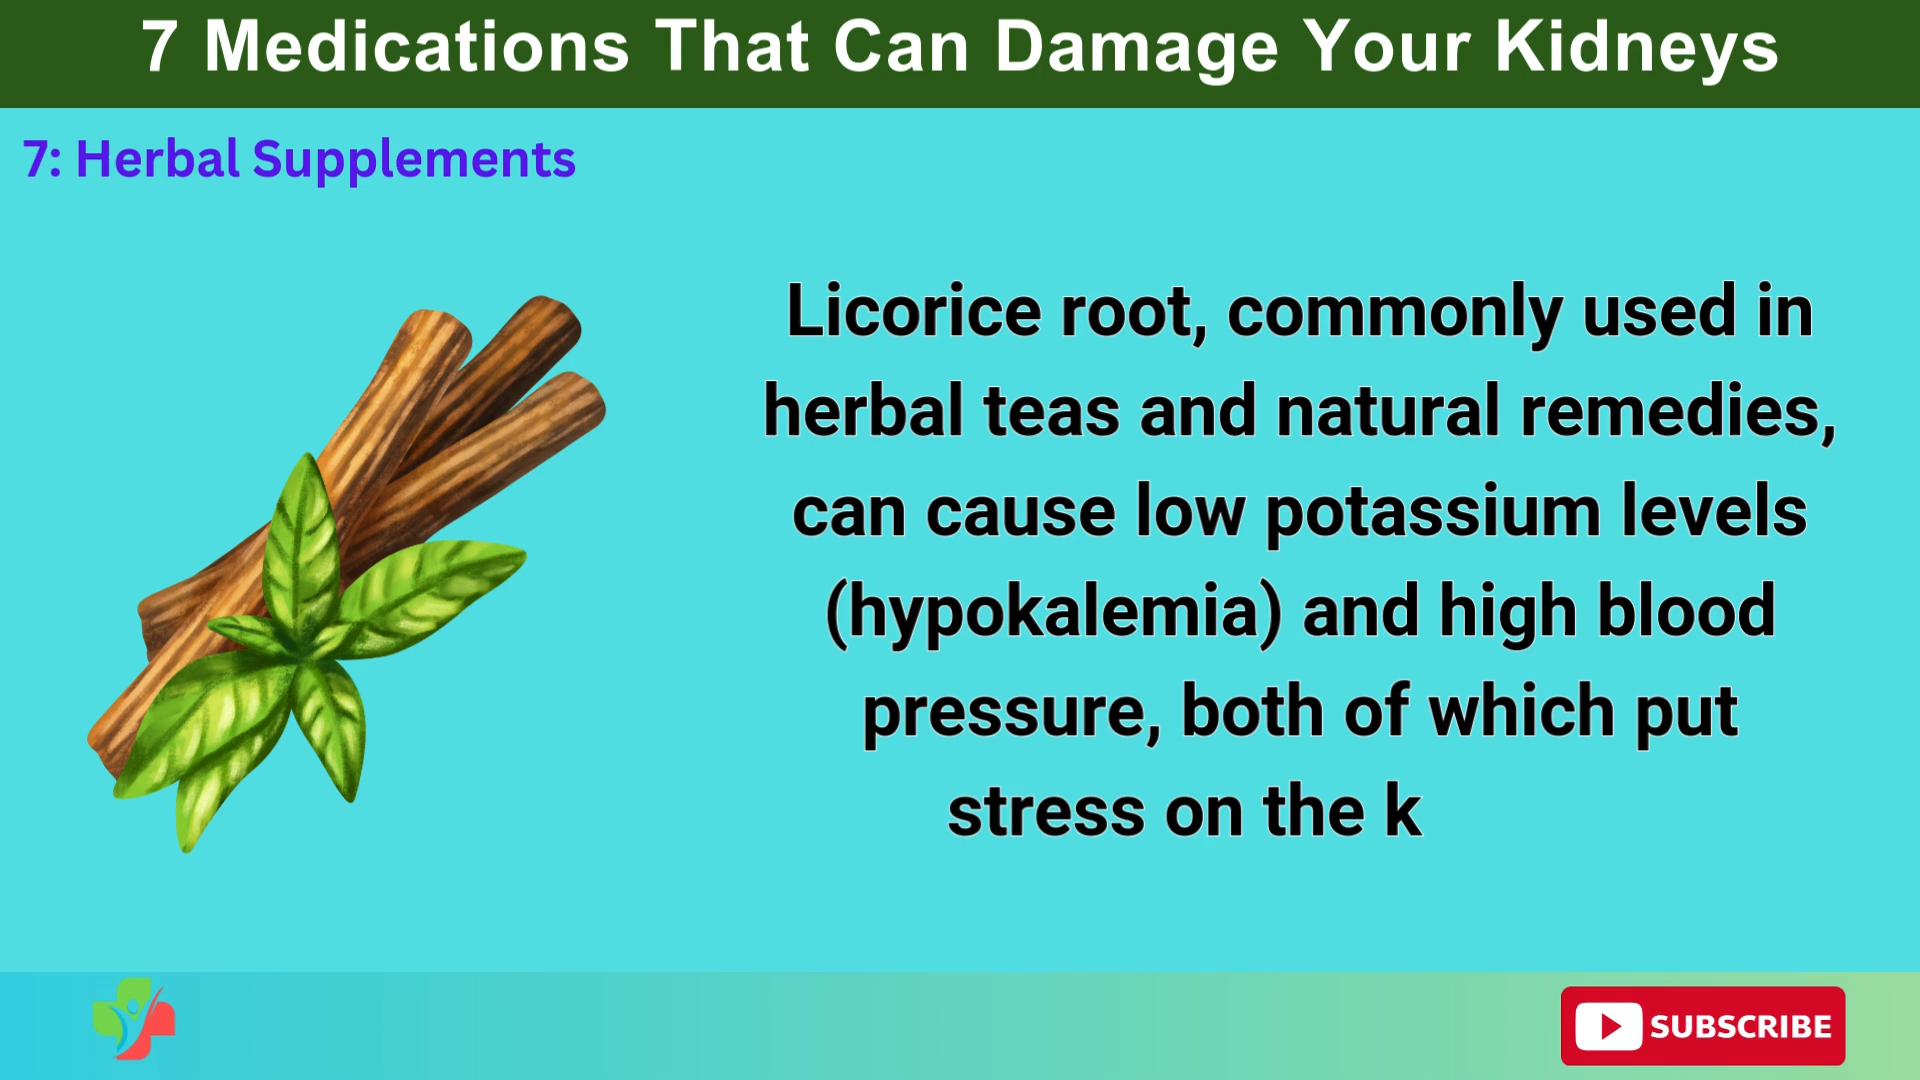 7 Medications That Can Damage Your Kidneys
7: Herbal Supplements
Licorice root, commonly used in
herbal teas and natural remedies,
can cause low potassium levels
(hypokalemia) and high blood
pressure, both of which put
stress on the k
SUBSCRIBE